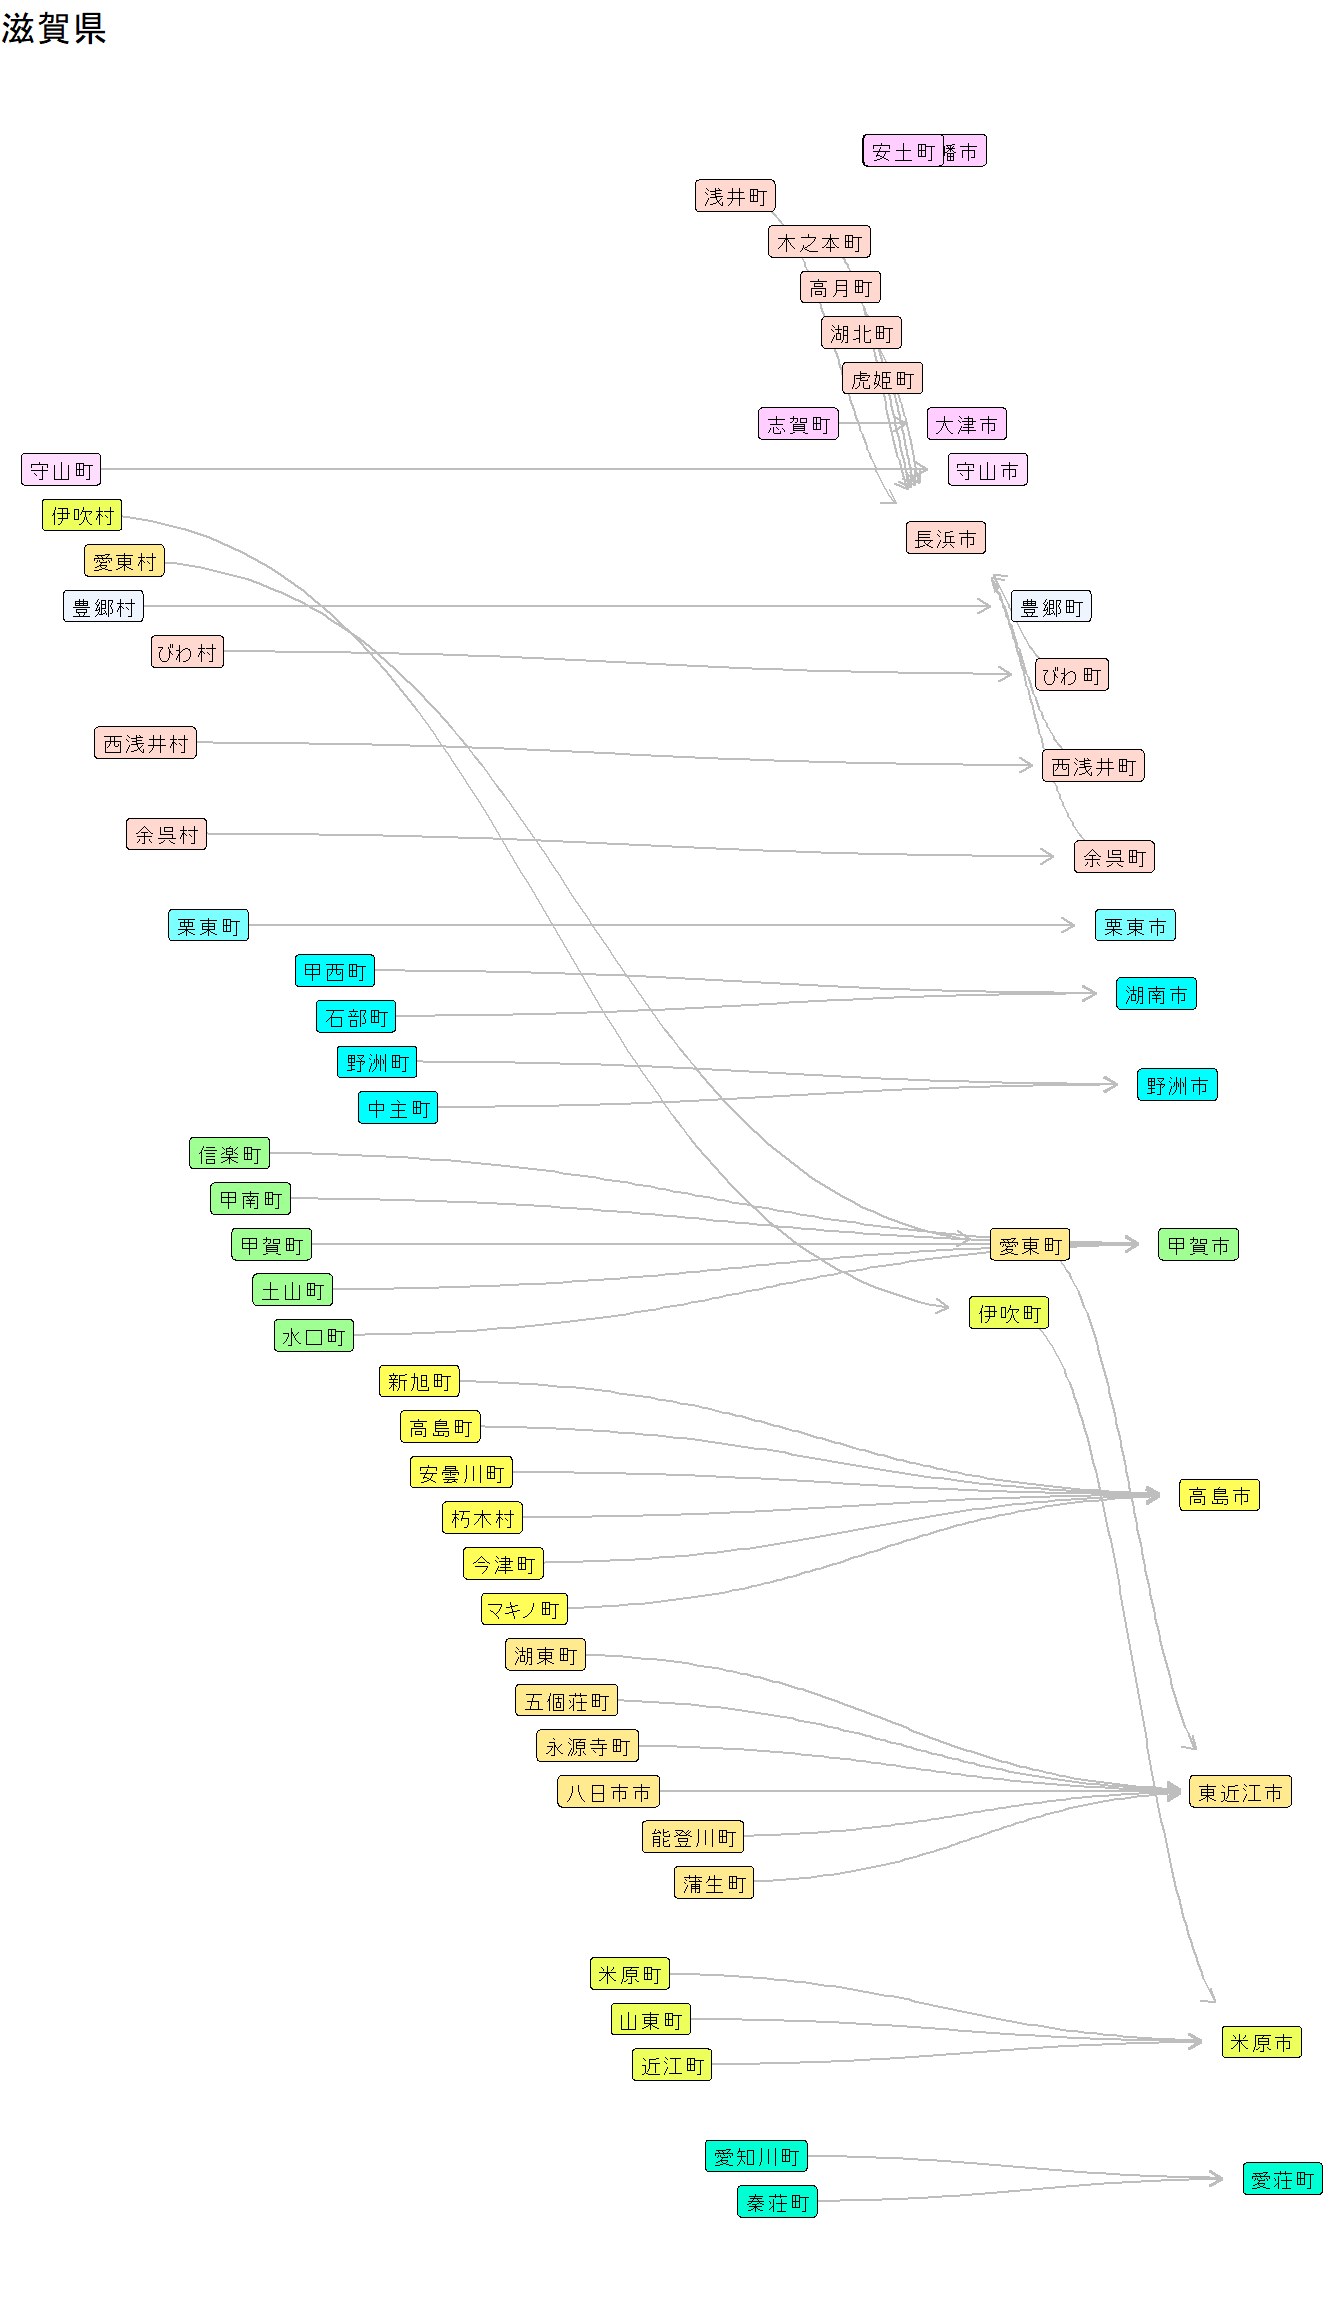 滋賀県
安土町
幡市
浅井町
木之本町
高月町
湖北町
虎姫町
志賀町
大津市
守山町
守山市
伊吹村
長浜市
愛東村
豊郷村
豊郷町
びわ村
びわ町
西浅井村
西浅井町
余呉村
余呉町
栗東町
栗東市
甲西町
湖南市
石部町
野洲町
野洲市
中主町
信楽町
甲南町
甲賀町
愛東町
甲賀市
土山町
伊吹町
水口町
新旭町
高島町
安曇川町
高島市
朽木村
今津町
マキノ町
湖東町
五個荘町
永源寺町
八日市市
東近江市
能登川町
蒲生町
米原町
山東町
米原市
近江町
愛知川町
愛荘町
秦荘町